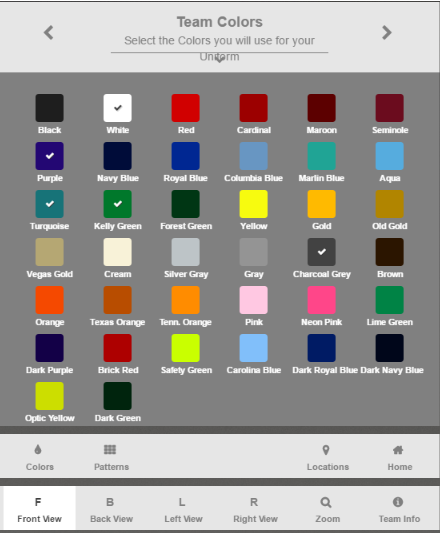 Team Colors
Select the Colors you will use for your
Uniform
Black White Red Cardinal Maroon Seminole
Purple Navy Blue Royal Blue Columbia Blue Marlin Blue Aqua
Turquoise Kelly Green Forest Green Yellow Gold Old Gold
Vegas Gold Cream Silver Gray Gray Charcoal Grey Brown
Orange Texas Orange Tenn. Orange Pink Neon Pink Lime Green
Dark Purple Brick Red Safety Green Carolina Blue Dark Royal Blue Dark Navy Blue
Optic Yellow Dark Green
Colors Patterns Locations Home
F B L R
Front View Back View Left View Right View Zoom Team Info